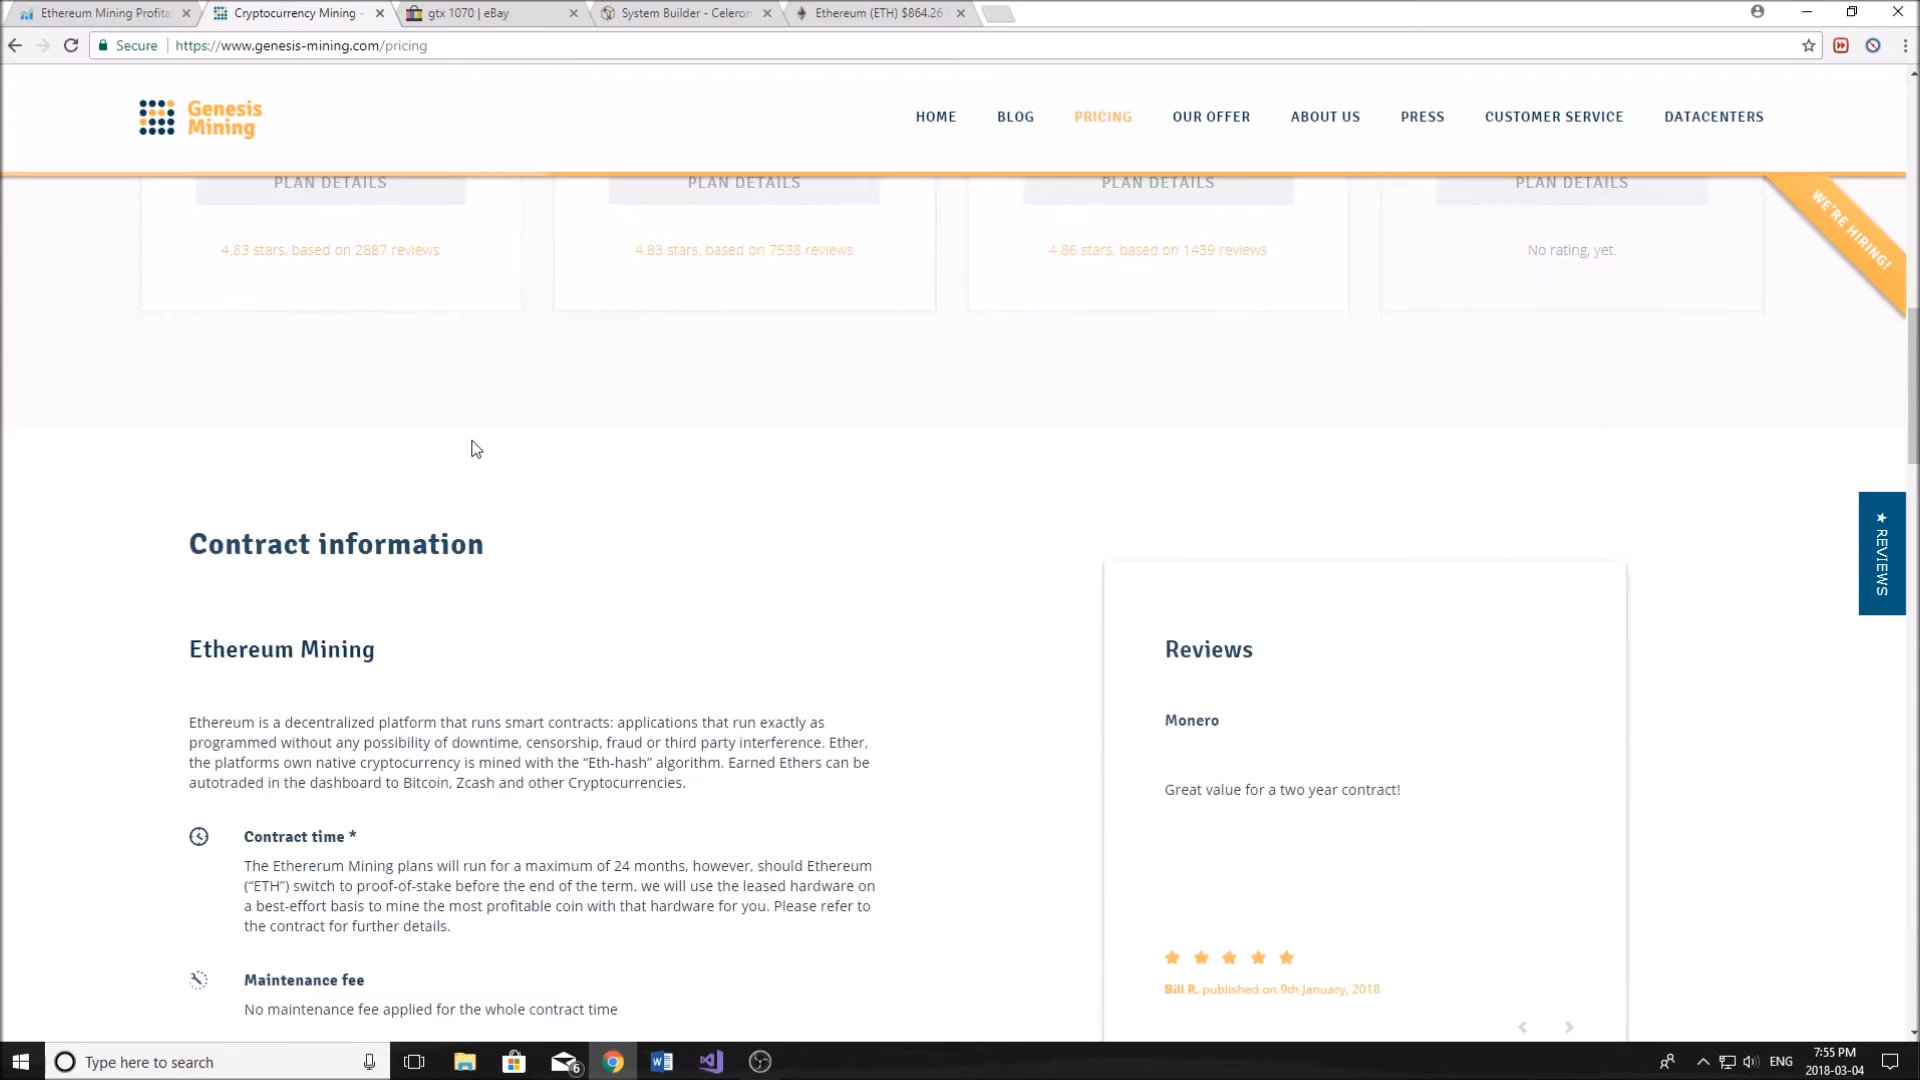 Ethereum Mining Profita
Cryptocurrency Mining -
gtx 1070 | eBay
System Builder - Celeron
Ethereum (ETH) $864.26
Secure
https://www.genesis-mining.com/pricing
Genesis
Mining
HOME
BLOG
PRICING
OUR OFFER
ABOUT US
PRESS
CUSTOMER SERVICE
DATACENTERS
PLAN DETAILS
PLAN DETAILS
PLAN DETAILS
PLAN DETAILS
WE'RE HIRING!
4.83 stars, based on 2887 reviews
4.83 stars, based on 7538 reviews
4.86 stars, based on 1439 reviews
No rating, yet.
★ REVIEWS
Contract information
Ethereum Mining
Ethereum is a decentralized platform that runs smart contracts: applications that run exactly as
programmed without any possibility of downtime, censorship, fraud or third party interference. Ether,
the platforms own native cryptocurrency is mined with the “Eth-hash” algorithm. Earned Ethers can be
autotraded in the dashboard to Bitcoin, Zcash and other Cryptocurrencies.
Contract time *
The Ethererum Mining plans will run for a maximum of 24 months, however, should Ethereum
(“ETH”) switch to proof-of-stake before the end of the term, we will use the leased hardware on
a best-effort basis to mine the most profitable coin with that hardware for you. Please refer to
the contract for further details.
Maintenance fee
No maintenance fee applied for the whole contract time
Reviews
Monero
Great value for a two year contract!
Bill R. published on 9th January, 2018
Type here to search
6
ENG
7:55 PM
2018-03-04